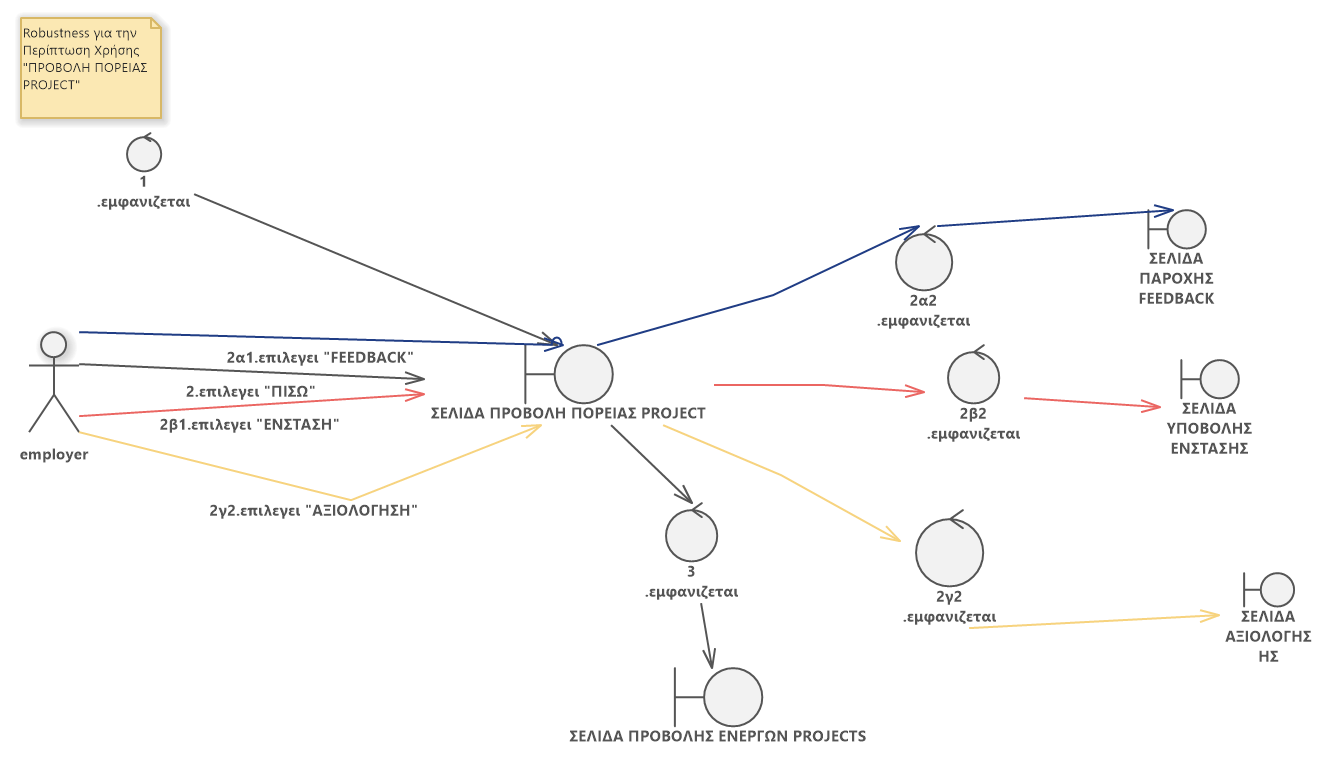 Robustness για την
Περίπτωση Χρήσης
"ΠΡΟΒΟΛΗ ΠΟΡΕΙΑΣ
PROJECT"
1
.εμφανιζεται
2α2
.εμφανιζεται
ΣΕΛΙΔΑ
ΠΑΡΟΧΗΣ
FEEDBACK
2α1.επιλεγει "FEEDBACK"
2.επιλεγει "ΠΙΣΩ"
2β1.επιλεγει "ΕΝΣΤΑΣΗ"
employer
ΣΕΛΙΔΑ ΠΡΟΒΟΛΗ ΠΟΡΕΙΑΣ PROJECT
2β2
.εμφανιζεται
ΣΕΛΙΔΑ
ΥΠΟΒΟΛΗΣ
ΕΝΣΤΑΣΗΣ
2γ2.επιλεγει "ΑΞΙΟΛΟΓΗΣΗ"
3
.εμφανιζεται
2γ2
.εμφανιζεται
ΣΕΛΙΔΑ
ΑΞΙΟΛΟΓΗΣ
ΗΣ
ΣΕΛΙΔΑ ΠΡΟΒΟΛΗΣ ΕΝΕΡΓΩΝ PROJECTS